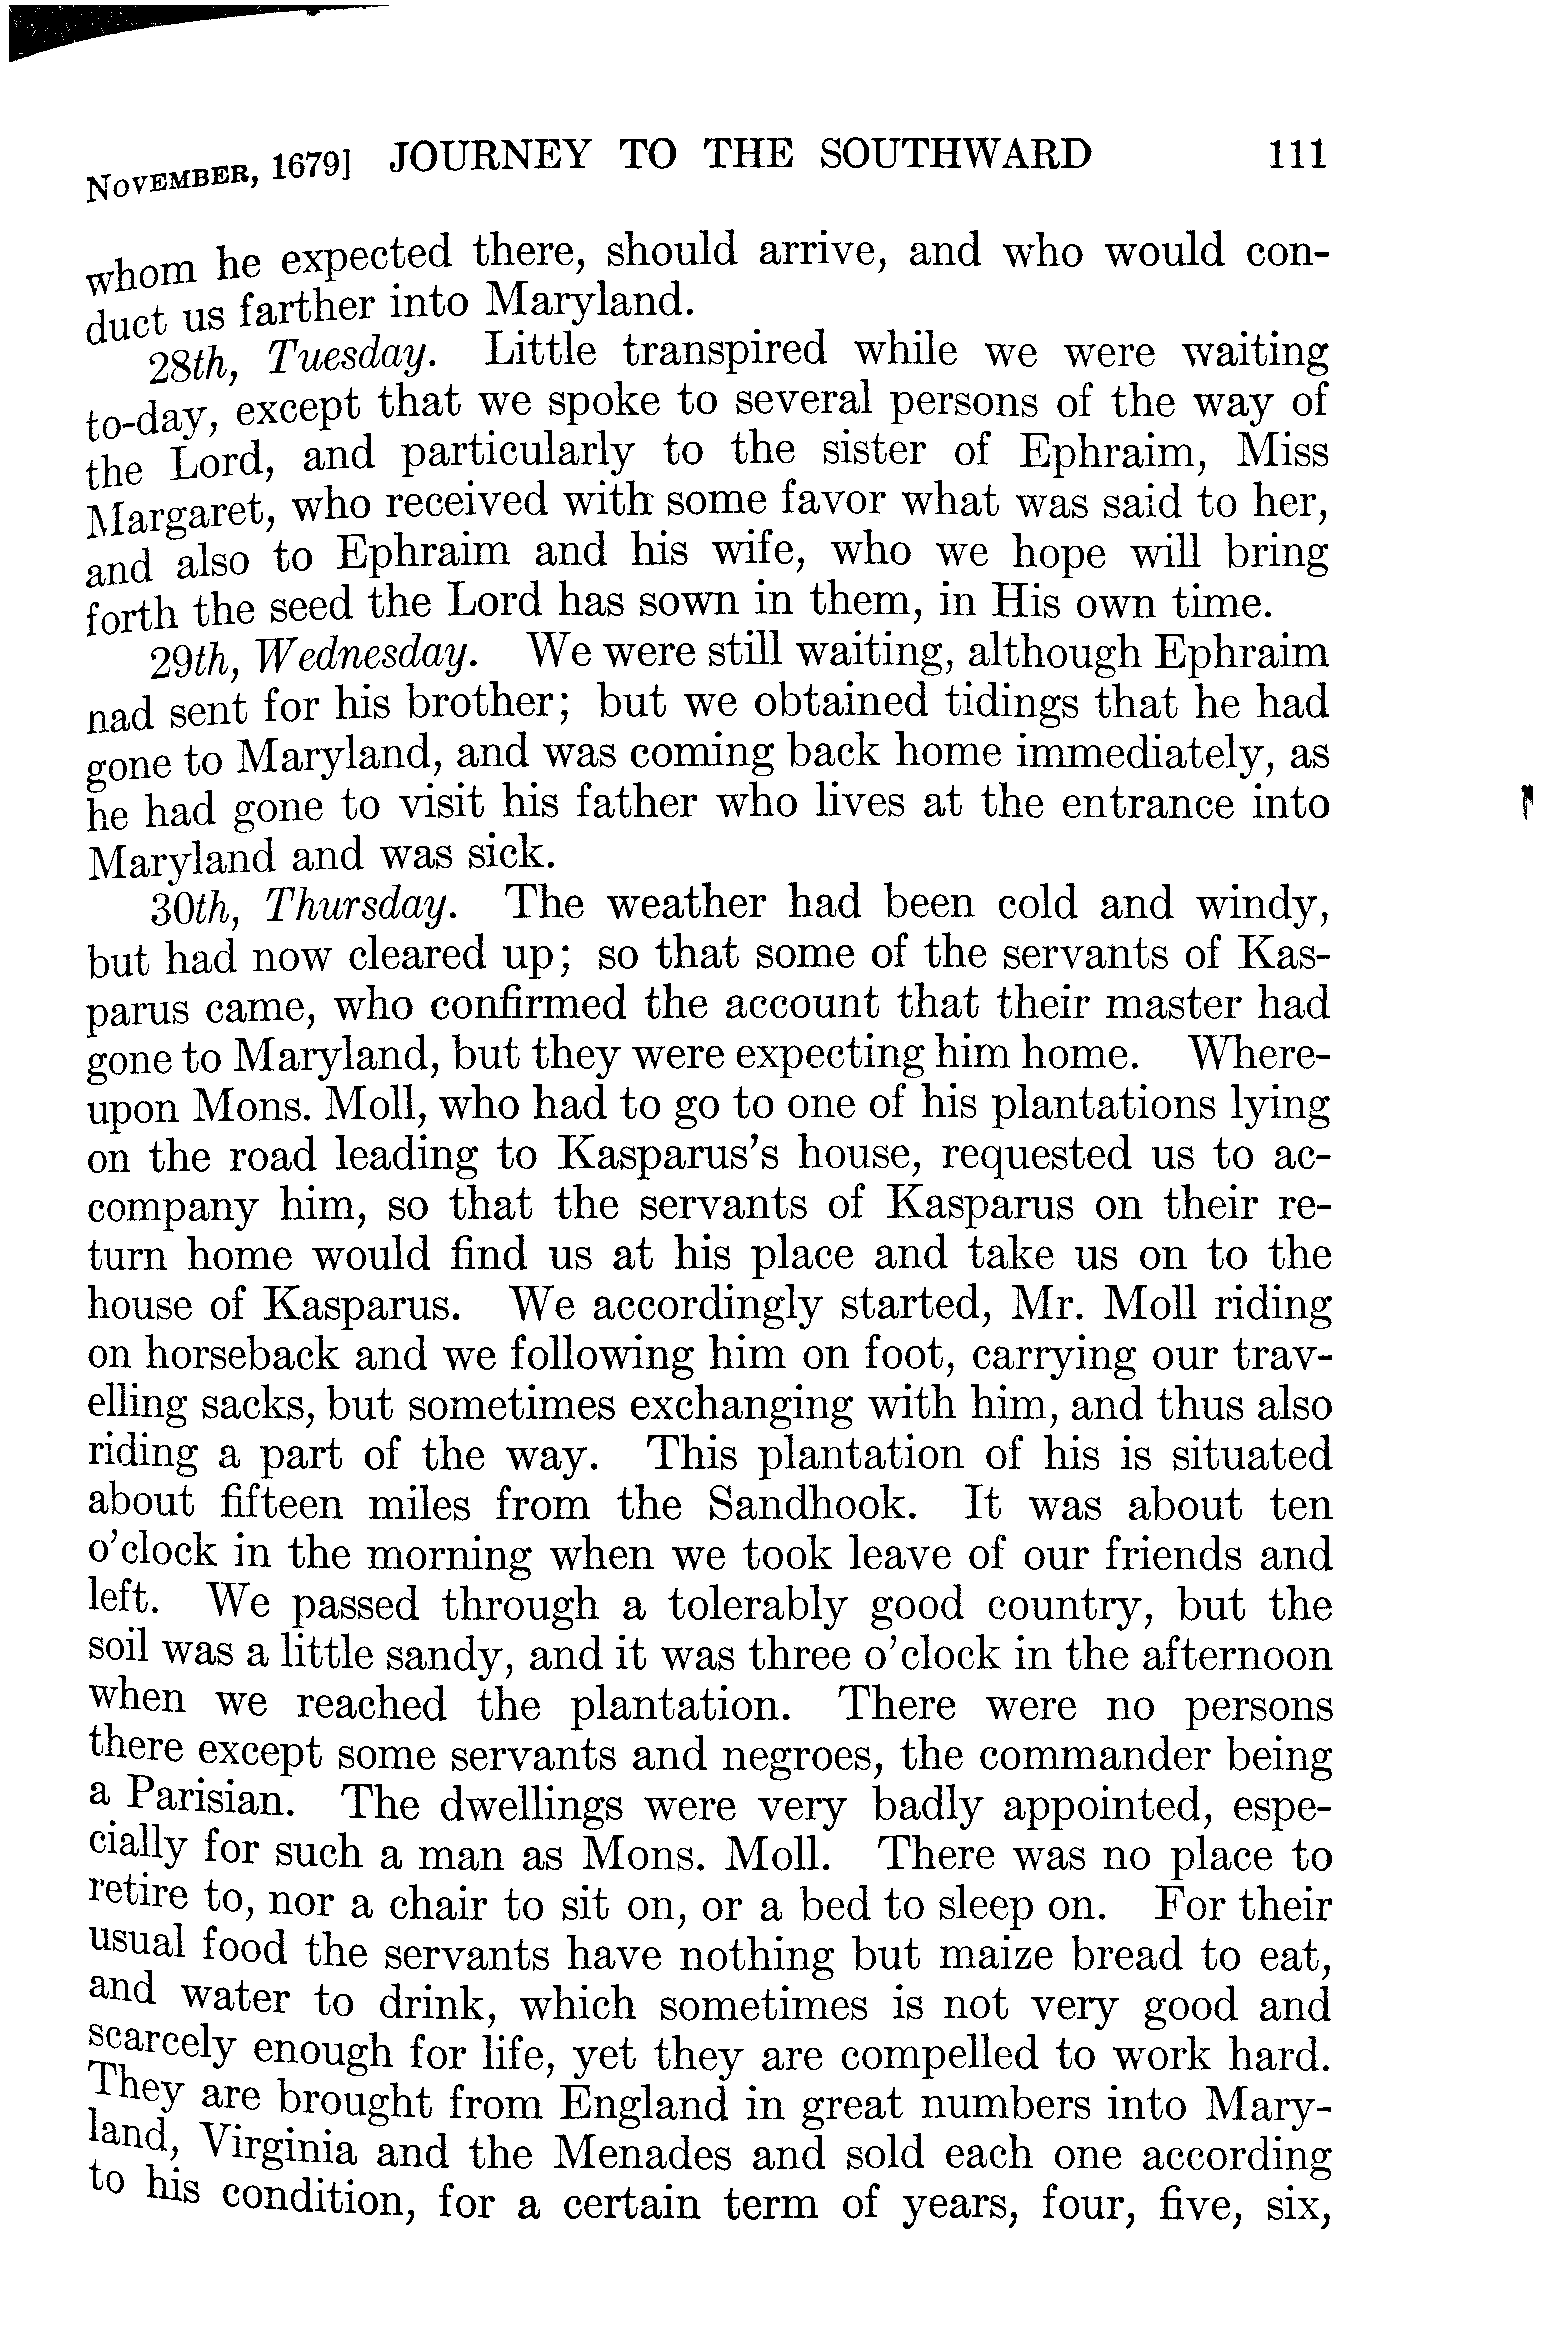 NOVEMBER, 1679] JOURNEY TO THE SOUTHWARD 111
whom he expected there, should arrive, and who would con-
duct us farther into Maryland.
28th, Tuesday. Little transpired while we were waiting
to-day, except that we spoke to several persons of the way of
the Lord, and particularly to the sister of Ephraim, Miss
Margaret, who received with some favor what was said to her,
and also to Ephraim and his wife, who we hope will bring
forth the seed the Lord has sown in them, in His own time.
29th, Wednesday. We were still waiting, although Ephraim
nad sent for his brother; but we obtained tidings that he had
gone to Maryland, and was coming back home immediately, as
he had gone to visit his father who lives at the entrance into
Maryland and was sick.
30th, Thursday. The weather had been cold and windy,
but had now cleared up; so that some of the servants of Kas-
parus came, who confirmed the account that their master had
gone to Maryland, but they were expecting him home. Where-
upon Mons. Moll, who had to go to one of his plantations lying
on the road leading to Kasparus's house, requested us to ac-
company him, so that the servants of Kasparus on their re-
turn home would find us at his place and take us on to the
house of Kasparus. We accordingly started, Mr. Moll riding
on horseback and we following him on foot, carrying our trav-
elling sacks, but sometimes exchanging with him, and thus also
riding a part of the way. This plantation of his is situated
about fifteen miles from the Sandhook. It was about ten
o'clock in the morning when we took leave of our friends and
left. We passed through a tolerably good country, but the
soil was a little sandy, and it was three o'clock in the afternoon
when we reached the plantation. There were no persons
there except some servants and negroes, the commander being
a Parisian. The dwellings were very badly appointed, espe-
cially for such a man as Mons. Moll. There was no place to
retire to, nor a chair to sit on, or a bed to sleep on. For their
usual food the servants have nothing but maize bread to eat,
and water to drink, which sometimes is not very good and
scarcely enough for life, yet they are compelled to work hard.
They are brought from England in great numbers into Mary-
land, Virginia and the Menades and sold each one according
to his condition, for a certain term of years, four, five, six,